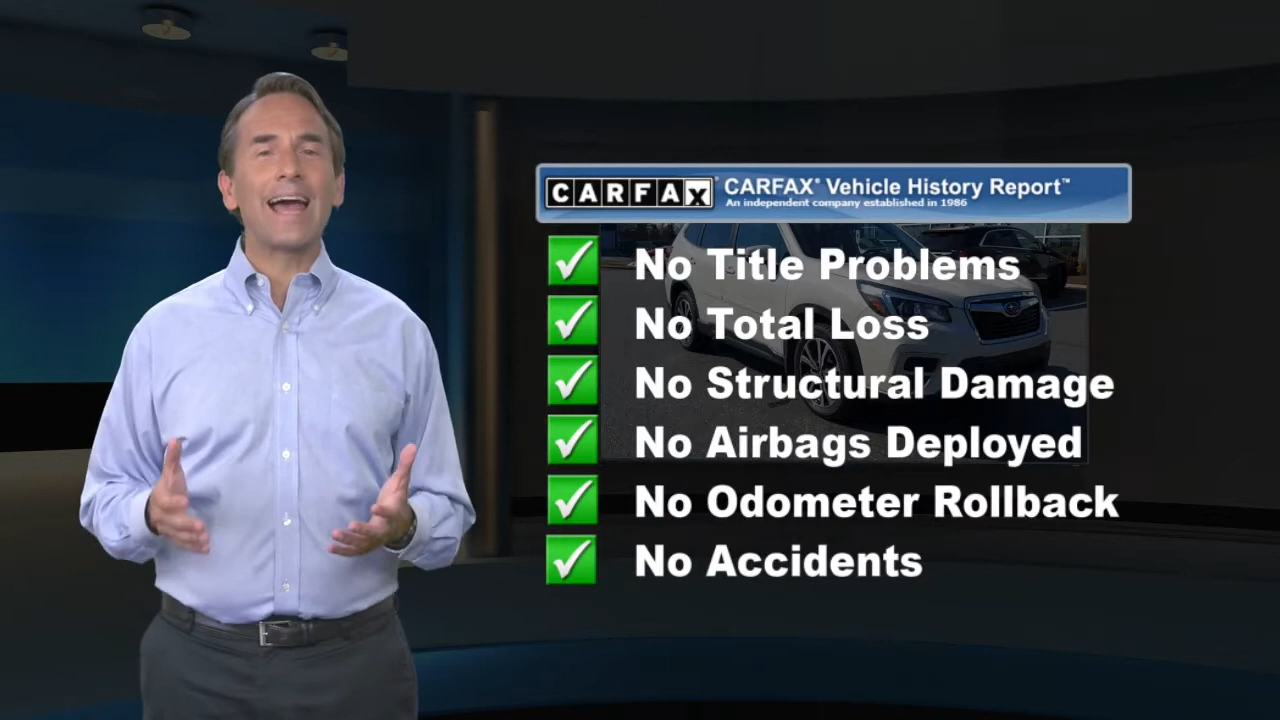 CARFAX® CARFAX® Vehicle History Report™
An independent company established in 1986
No Title Problems
No Total Loss
No Structural Damage
No Airbags Deployed
No Odometer Rollback
No Accidents